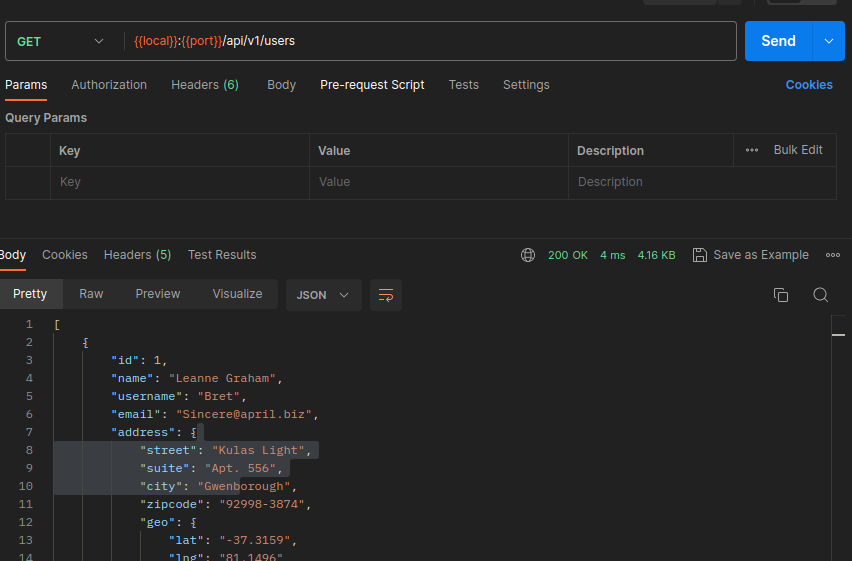 GET {{local}}:{{port}}/api/v1/users Send
Params Authorization Headers (6) Body Pre-request Script Tests Settings Cookies
Query Params
Key Value Description ••• Bulk Edit
Key Value Description
Body Cookies Headers (5) Test Results 200 OK 4 ms 4.16 KB Save as Example •••
Pretty Raw Preview Visualize JSON
1 [
2 {
3 "id": 1,
4 "name": "Leanne Graham",
5 "username": "Bret",
6 "email": "Sincere@april.biz",
7 "address": {
8 "street": "Kulas Light",
9 "suite": "Apt. 556",
10 "city": "Gwenborough",
11 "zipcode": "92998-3874",
12 "geo": {
13 "lat": "-37.3159",
14 "lng": "81.1496"